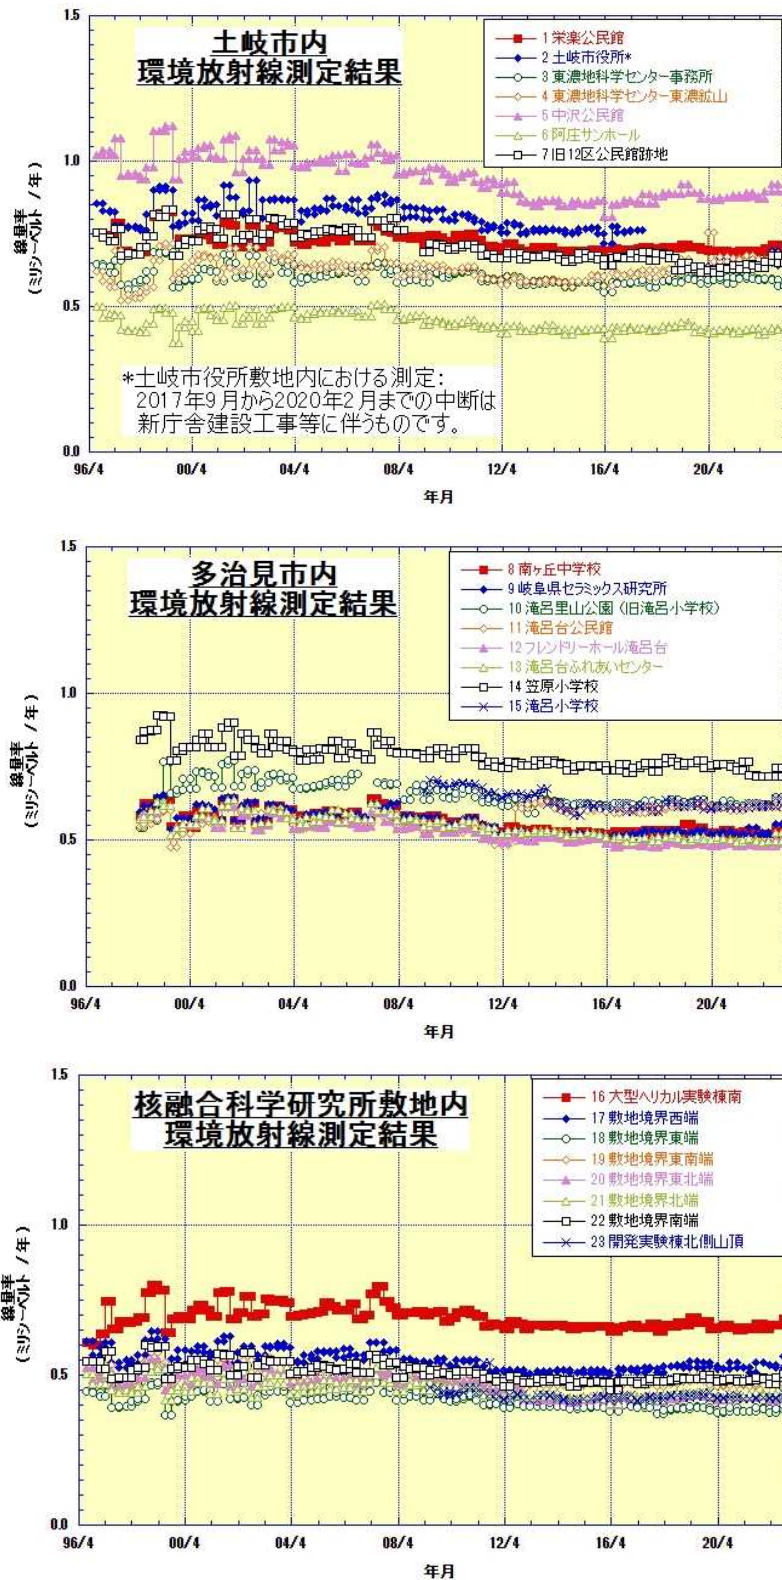 土岐市内
環境放射線測定結果
1 栄楽公民館
2 土岐市役所*
3 東濃地科学センター事務所
4 東濃地科学センター東濃鉱山
5 中沢公民館
6 阿庄サンホール
7 旧12区公民館跡地
線量率
(ミリシーベルト / 年)
1.5
1.0
0.5
0.0
*土岐市役所敷地内における測定:
2017年9月から2020年2月までの中断は
新庁舎建設工事等に伴うものです。
96/4 00/4 04/4 08/4 12/4 16/4 20/4
年月
多治見市内
環境放射線測定結果
8 南ヶ丘中学校
9 岐阜県セラミックス研究所
10 滝呂里山公園 (旧滝呂小学校)
11 滝呂台公民館
12 フレンドリーホール滝呂台
13 滝呂台ふれあいセンター
14 笠原小学校
15 滝呂小学校
線量率
(ミリシーベルト / 年)
1.5
1.0
0.5
0.0
96/4 00/4 04/4 08/4 12/4 16/4 20/4
年月
核融合科学研究所敷地内
環境放射線測定結果
16 大型ヘリカル実験棟南
17 敷地境界西端
18 敷地境界東端
19 敷地境界東南端
20 敷地境界東北端
21 敷地境界北端
22 敷地境界南端
23 開発実験棟北側山頂
線量率
(ミリシーベルト / 年)
1.5
1.0
0.5
0.0
96/4 00/4 04/4 08/4 12/4 16/4 20/4
年月